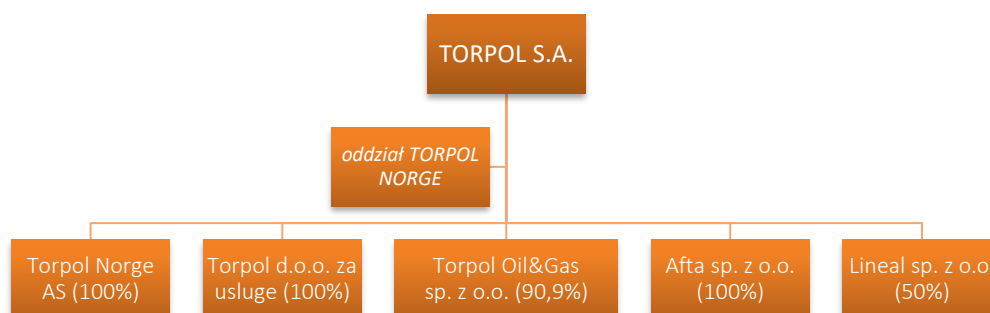 TORPOL S.A.
oddział TORPOL
NORGE
Torpol Norge
AS (100%)
Torpol d.o.o. za
usluge (100%)
Torpol Oil&Gas
sp. z o.o. (90,9%)
Afta sp. z o.o.
(100%)
Lineal sp. z o.o
(50%)